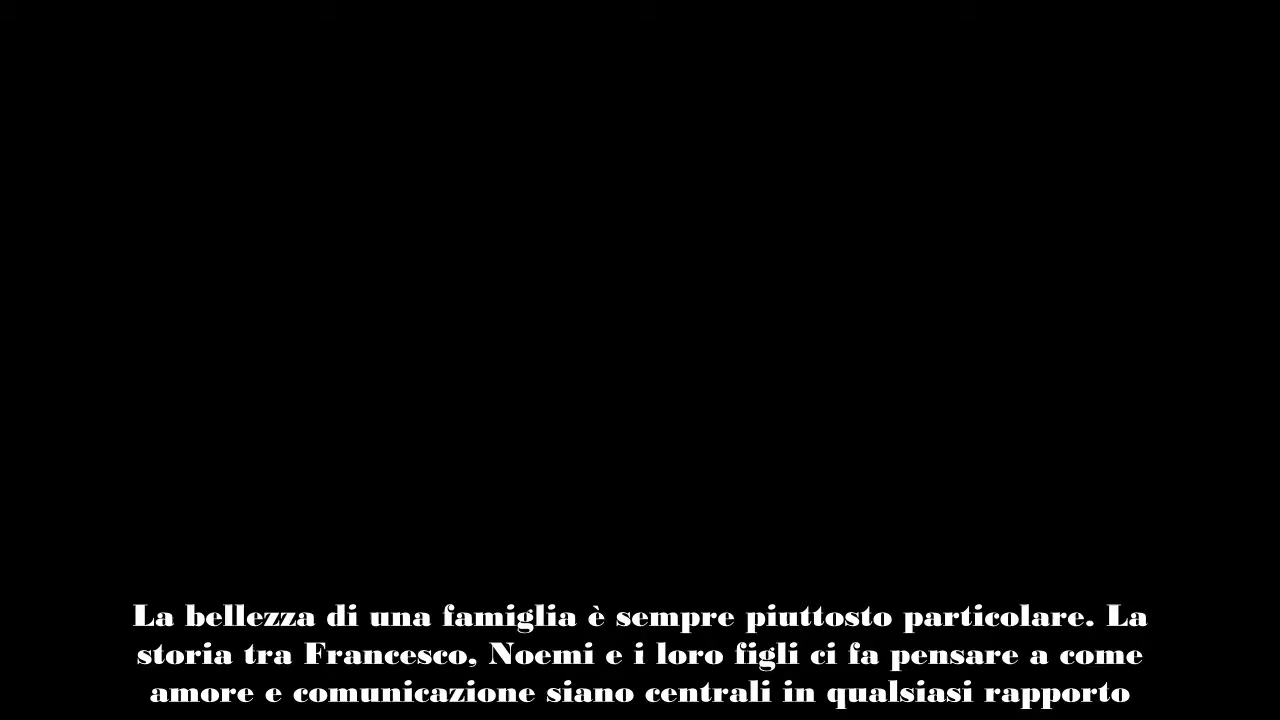 La bellezza di una famiglia è sempre piuttosto particolare. La
storia tra Francesco, Noemi e i loro figli ci fa pensare a come
amore e comunicazione siano centrali in qualsiasi rapporto